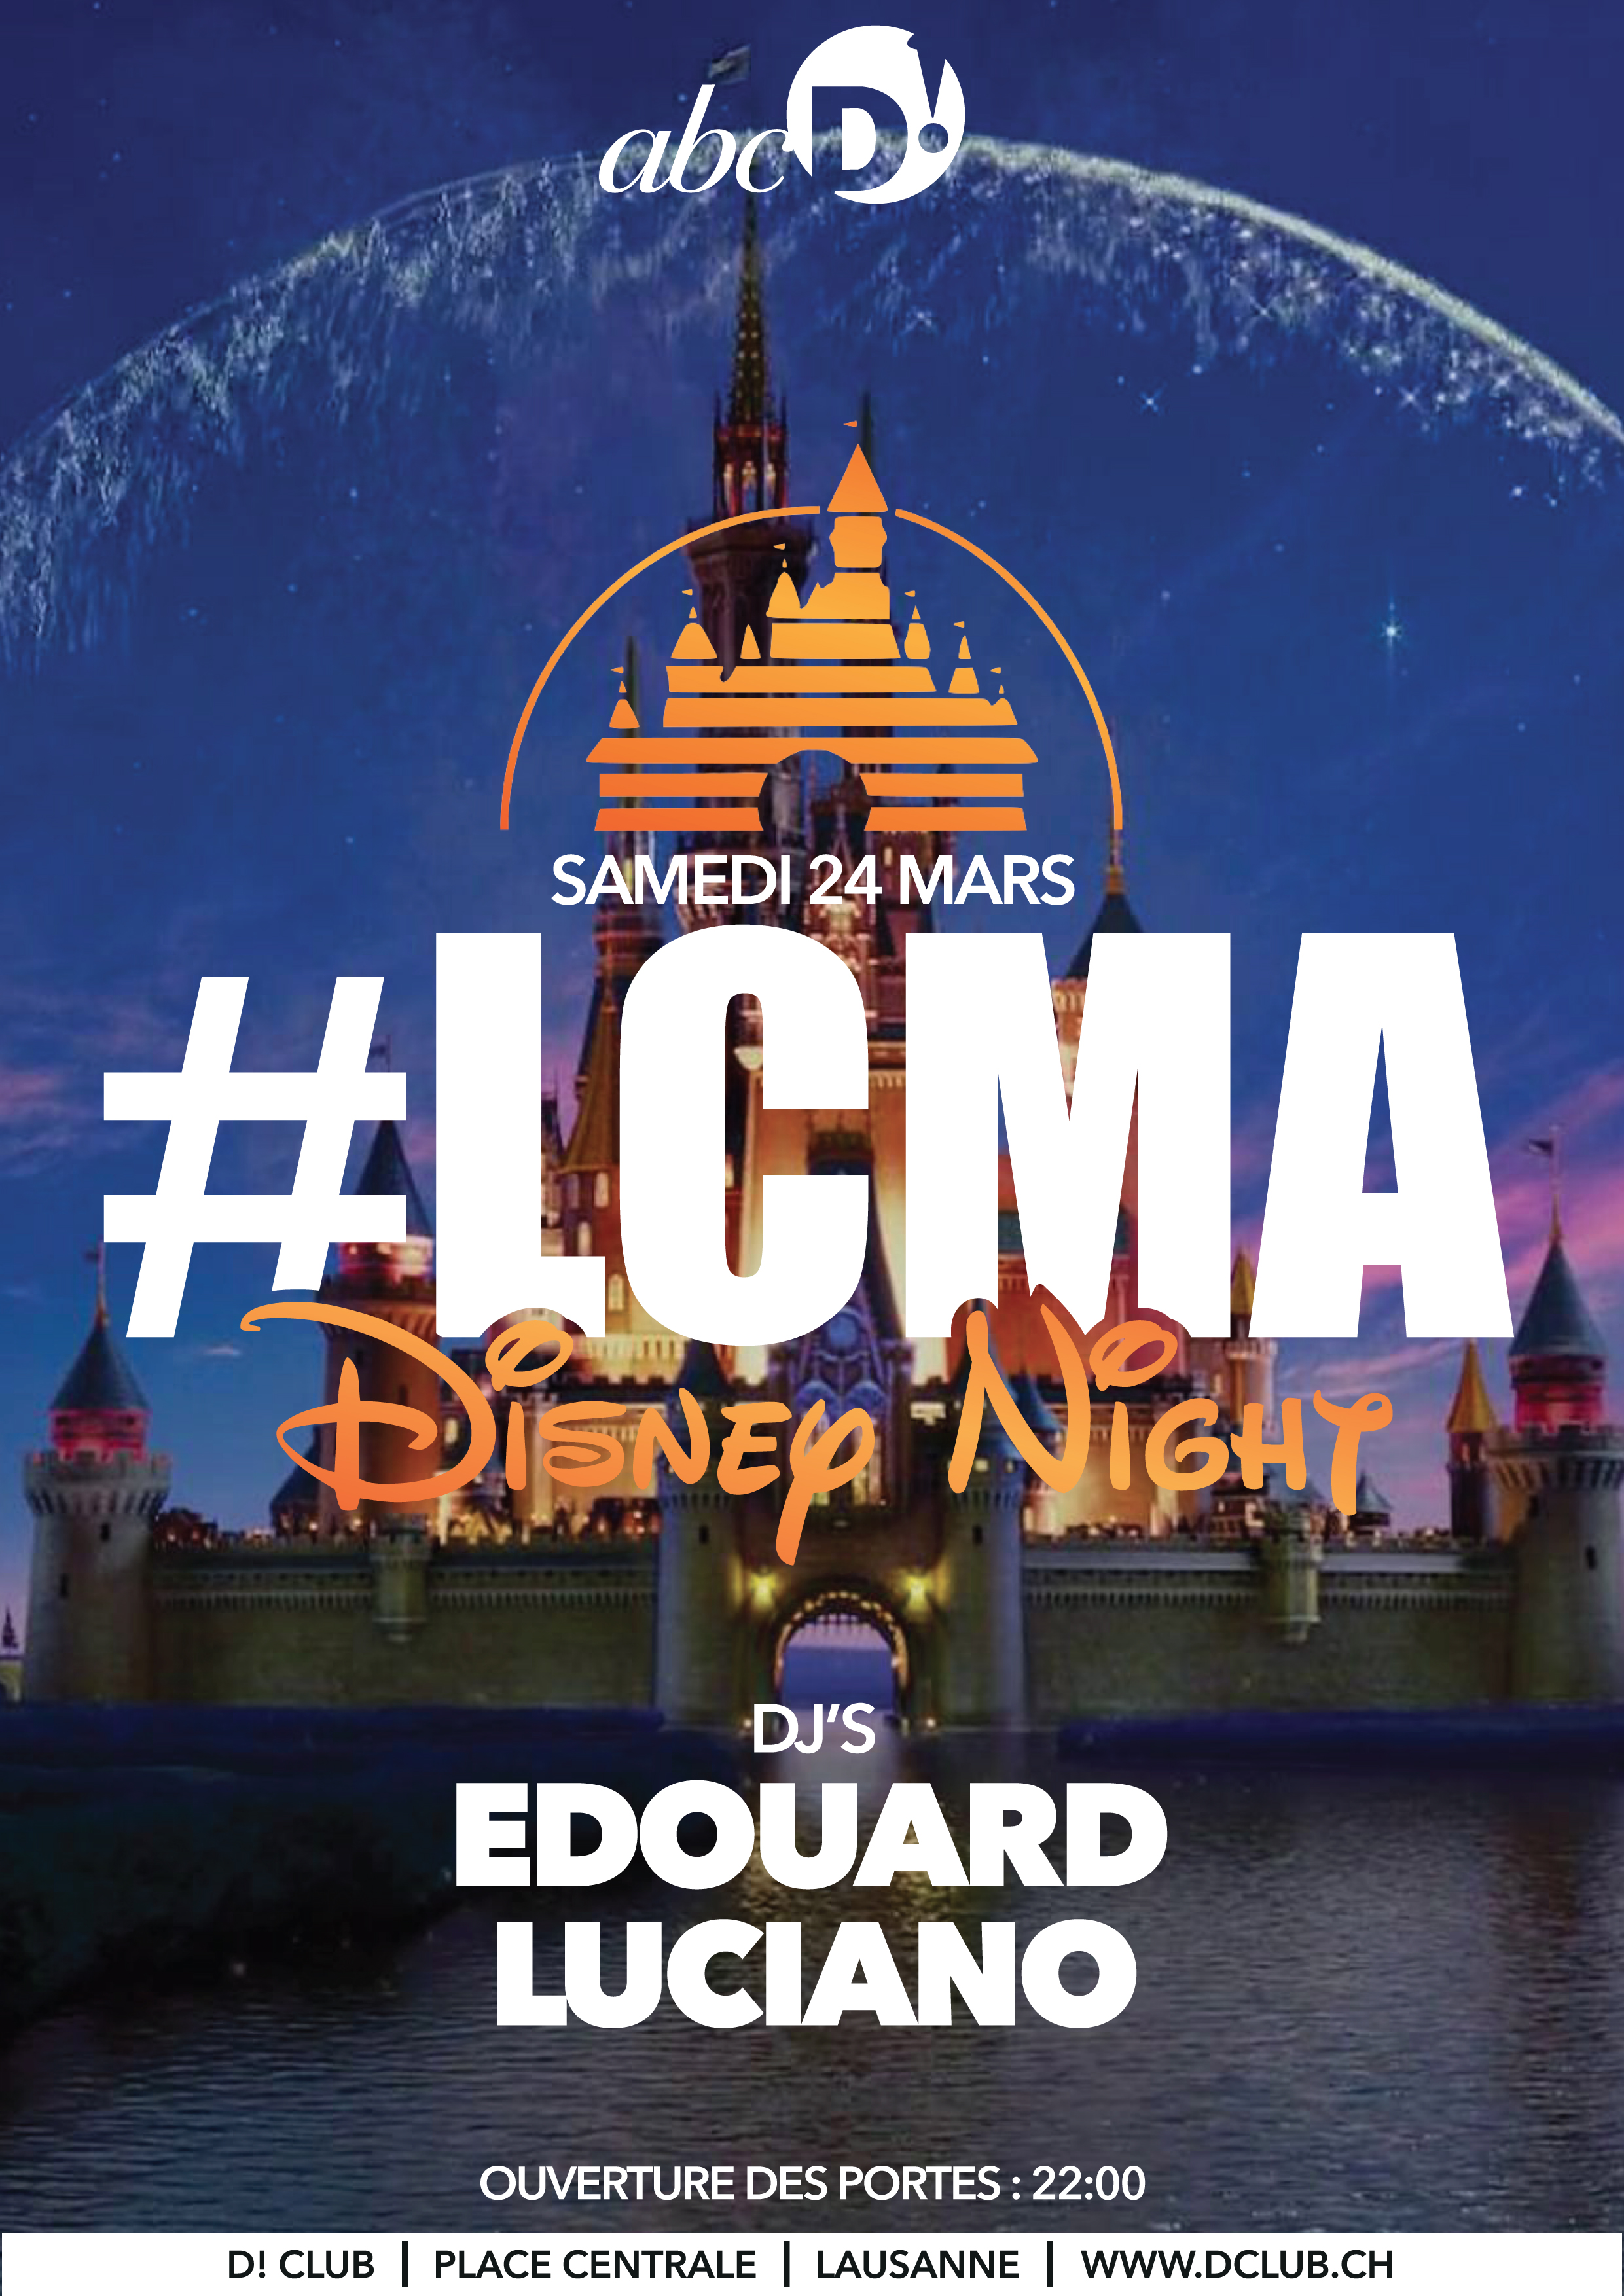 abcD!
SAMEDI 24 MARS
#LCMA
DISNEY NIGHT
DJ'S
EDOUARD
LUCIANO
OUVERTURE DES PORTES : 22:00
D! CLUB | PLACE CENTRALE | LAUSANNE | WWW.DCLUB.CH